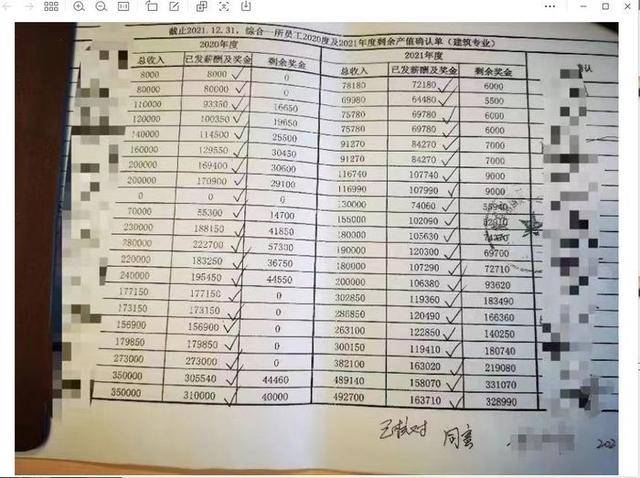 截止2021.12.31，综合一所员工2020度及2021年度剩余产值确认单（建筑专业）
2020年度 2021年度
总收入 已发薪酬及奖金 剩余奖金 总收入 已发薪酬及奖金 剩余奖金
8000 8000 0 78180 72180 6000
80000 80000 0 69980 64480 5500
110000 93350 16650 75780 69780 6000
120000 100350 19650 75780 69780 6000
140000 114500 25500 91270 84270 7000
160000 129550 30450 91270 84270 7000
200000 169400 30600 116740 107740 9000
200000 170900 29100 116990 107990 9000
0 0 0 130000 74060 55940
70000 55300 14700 155000 102090
230000 188150 41850 180000 105630
280000 222700 57300 190000 120300 69700
220000 183250 36750 180000 107290 72710
240000 195450 44550 200000 106380 93620
177150 177150 0 302850 119360 183490
173150 173150 0 286850 120490 166360
156900 156900 0 263100 122850 140250
179850 179850 0 300150 119410 180740
273000 273000 0 382100 163020 219080
350000 305540 44460 489140 158070 331070
350000 310000 40000 492700 163710 328990
已核对 同意